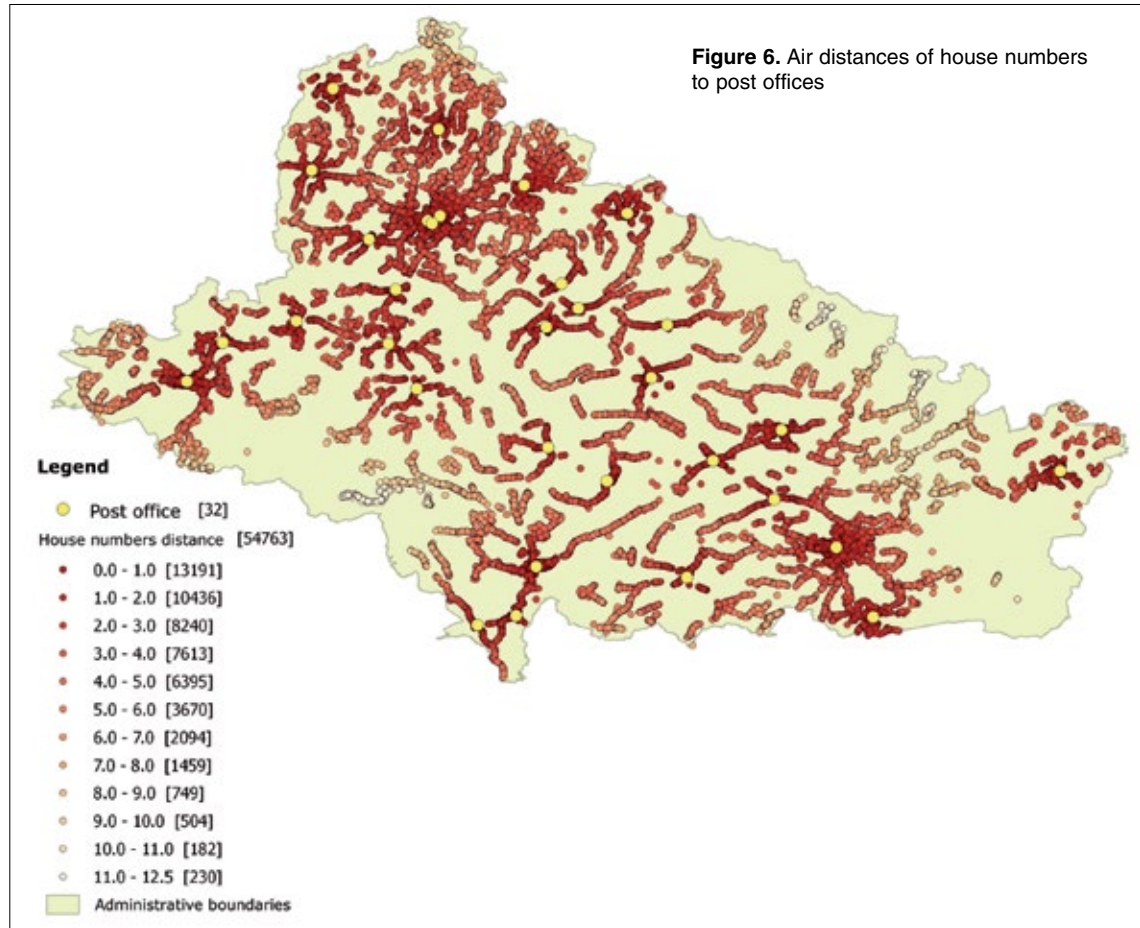 Figure 6. Air distances of house numbers
to post offices
Legend
Post office [32]
House numbers distance [54763]
0.0 - 1.0 [13191]
1.0 - 2.0 [10436]
2.0 - 3.0 [8240]
3.0 - 4.0 [7613]
4.0 - 5.0 [6395]
5.0 - 6.0 [3670]
6.0 - 7.0 [2094]
7.0 - 8.0 [1459]
8.0 - 9.0 [749]
9.0 - 10.0 [504]
10.0 - 11.0 [182]
11.0 - 12.5 [230]
Administrative boundaries